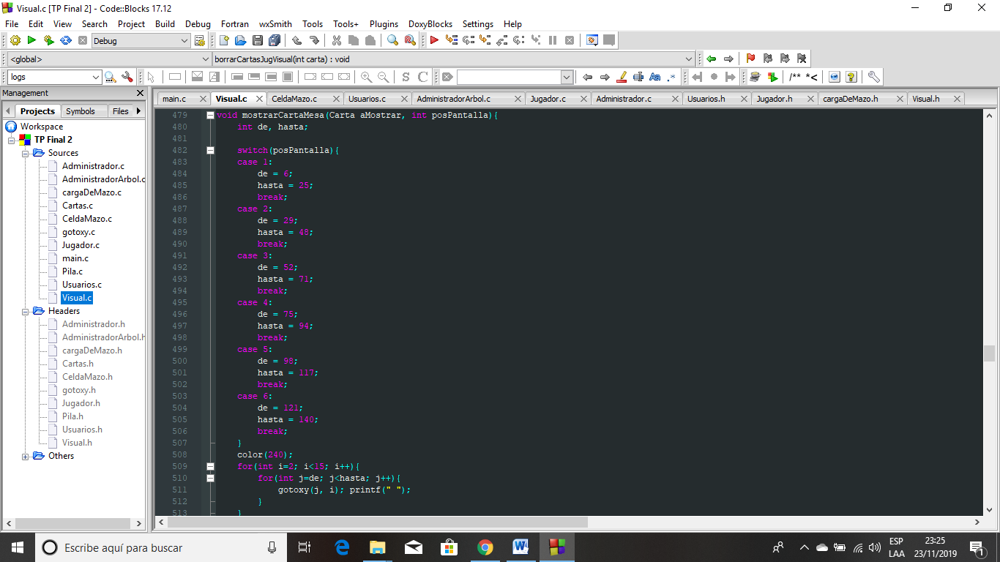 Visual.c [TP Final 2] - Code::Blocks 17.12
File Edit View Search Project Build Debug Fortran wxSmith Tools Tools+ Plugins DoxyBlocks Settings Help
Debug
<global> borrarCartasJugVisual(int carta) : void
logs S C Aa .* /** *<
Management
main.c Visual.c CeldaMazo.c Usuarios.c AdministradorArbol.c Jugador.c Administrador.c Usuarios.h Jugador.h cargaDeMazo.h Visual.h
Projects Symbols Files
Workspace
TP Final 2
Sources
Administrador.c
AdministradorArbol.c
cargaDeMazo.c
Cartas.c
CeldaMazo.c
gotoxy.c
Jugador.c
main.c
Pila.c
Usuarios.c
Visual.c
Headers
Administrador.h
AdministradorArbol.h
cargaDeMazo.h
Cartas.h
CeldaMazo.h
gotoxy.h
Jugador.h
Pila.h
Usuarios.h
Visual.h
Others
479 void mostrarCartaMesa(Carta aMostrar, int posPantalla){
480 int de, hasta;
481
482 switch(posPantalla){
483 case 1:
484 de = 6;
485 hasta = 25;
486 break;
487 case 2:
488 de = 29;
489 hasta = 48;
490 break;
491 case 3:
492 de = 52;
493 hasta = 71;
494 break;
495 case 4:
496 de = 75;
497 hasta = 94;
498 break;
499 case 5:
500 de = 98;
501 hasta = 117;
502 break;
503 case 6:
504 de = 121;
505 hasta = 140;
506 break;
507 }
508 color(240);
509 for(int i=2; i<15; i++){
510 for(int j=de; j<hasta; j++){
511 gotoxy(j, i); printf(" ");
512 }
513 }
Escribe aquí para buscar
ESP
LAA
23:25
23/11/2019
1